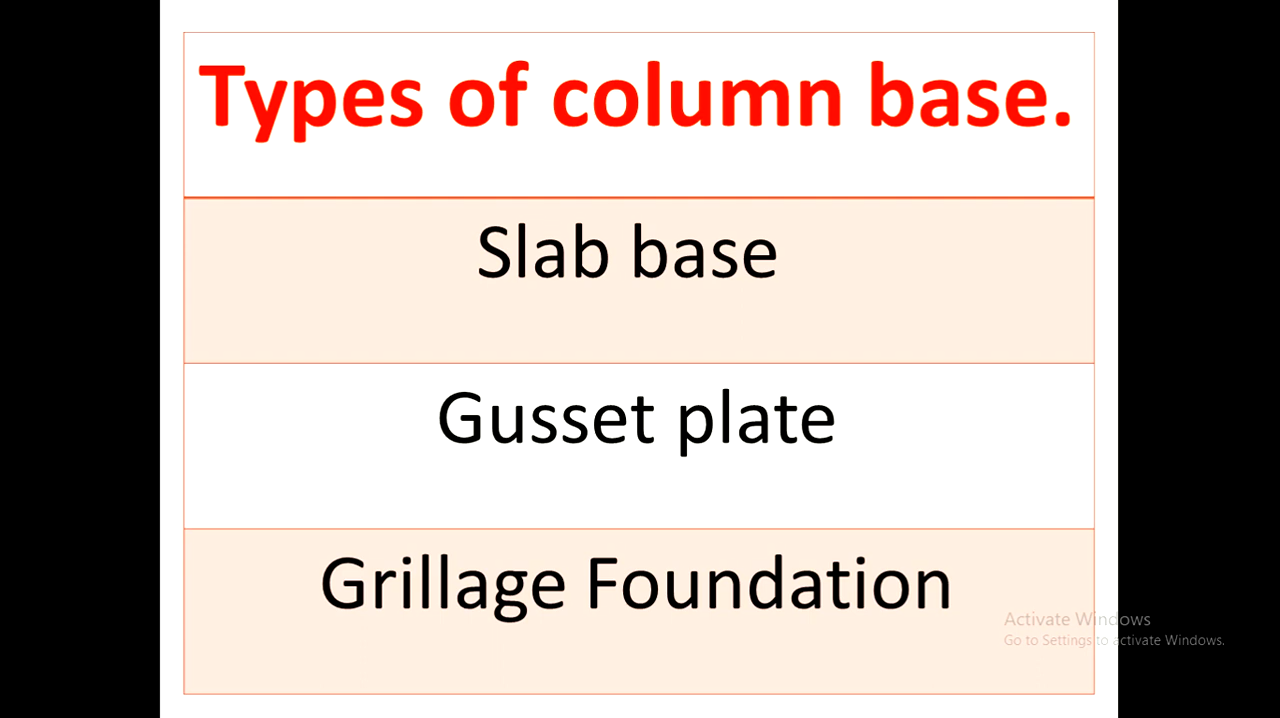 Types of column base.
Slab base
Gusset plate
Grillage Foundation
Activate Windows
Go to Settings to activate Windows.